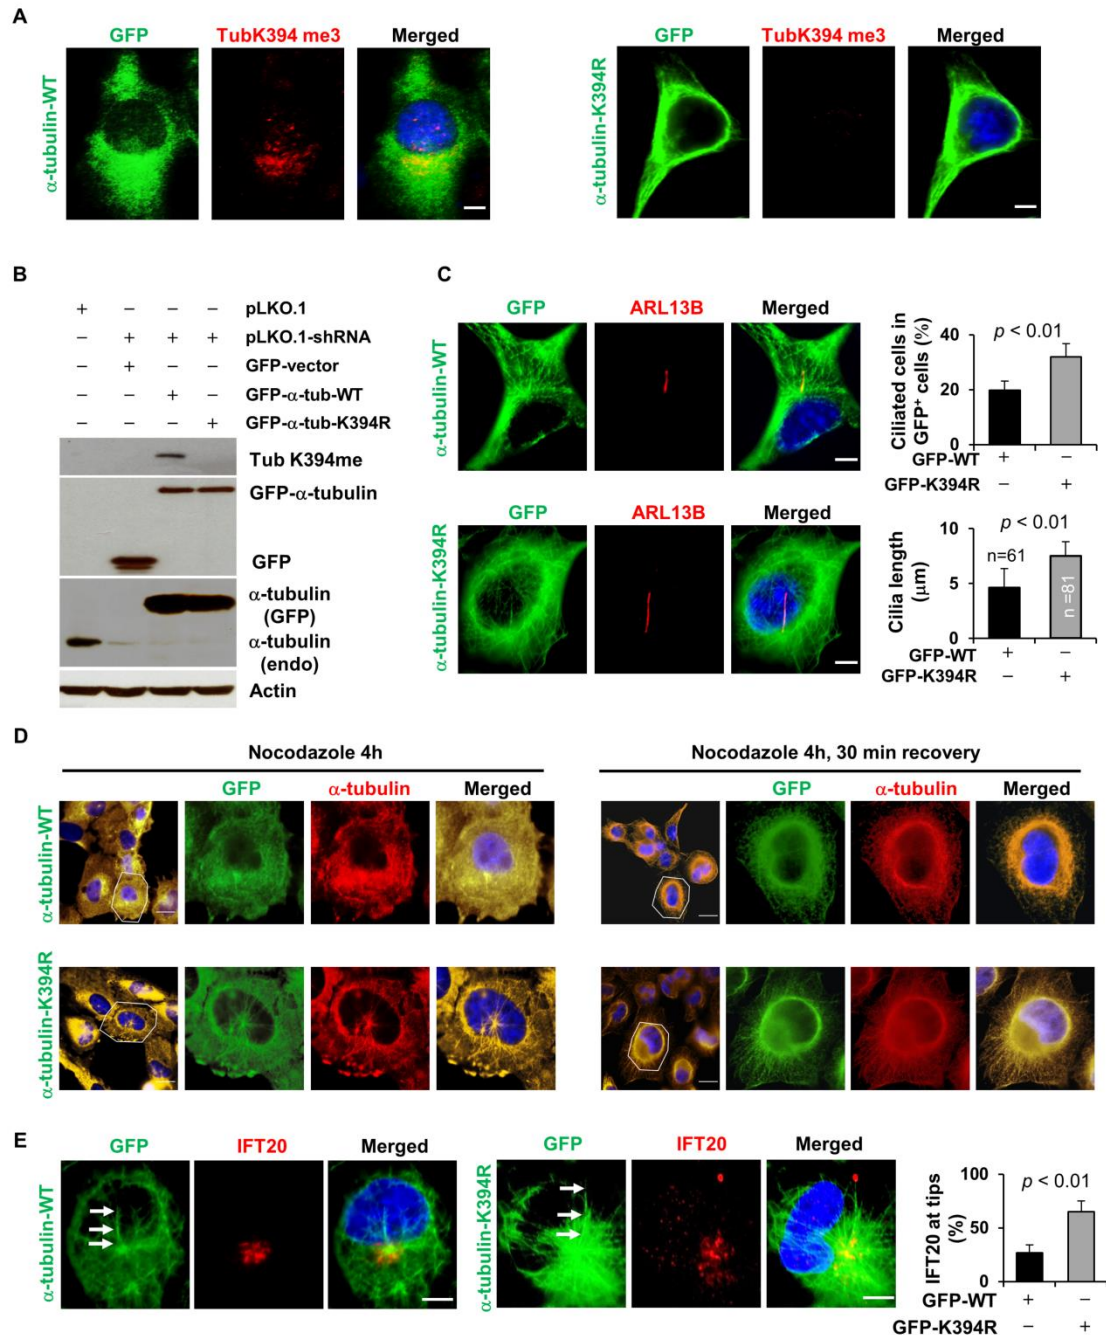 A
GFP TubK394 me3 Merged
α-tubulin-WT
GFP TubK394 me3 Merged
α-tubulin-K394R
B
+ – – – pLKO.1
– + + + pLKO.1-shRNA
– + – – GFP-vector
– – + – GFP-α-tub-WT
– – – + GFP-α-tub-K394R
Tub K394me
GFP-α-tubulin
GFP
α-tubulin
(GFP)
α-tubulin
(endo)
Actin
C
GFP ARL13B Merged
α-tubulin-WT
GFP ARL13B Merged
α-tubulin-K394R
Ciliated cells in
GFP+ cells (%)
p < 0.01
40
20
0
GFP-WT + –
GFP-K394R – +
Cilia length
(μm)
p < 0.01
10
5
0
n=61
n =81
GFP-WT + –
GFP-K394R – +
D
Nocodazole 4h
GFP α-tubulin Merged
α-tubulin-WT
α-tubulin-K394R
Nocodazole 4h, 30 min recovery
GFP α-tubulin Merged
E
GFP IFT20 Merged
α-tubulin-WT
GFP IFT20 Merged
α-tubulin-K394R
IFT20 at tips
(%)
p < 0.01
100
50
0
GFP-WT + –
GFP-K394R – +